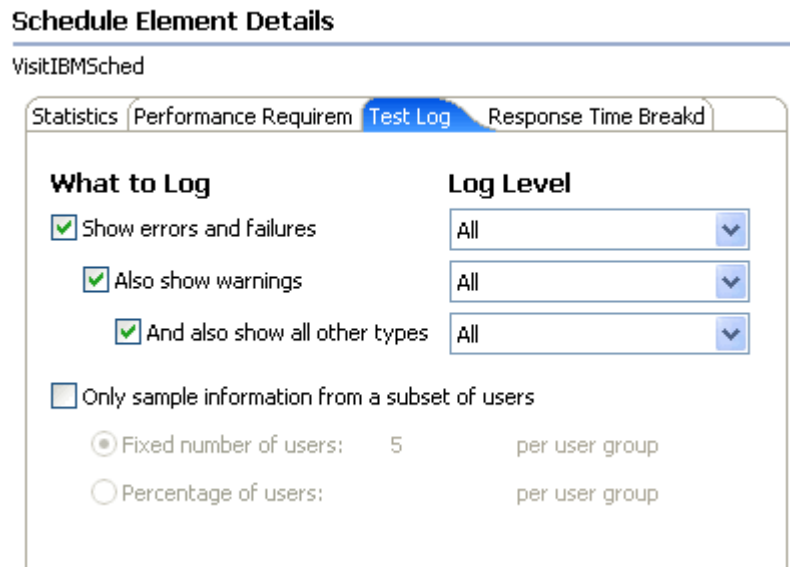 Schedule Element Details
VisitIBMSched
Statistics Performance Requirem Test Log Response Time Breakd
What to Log Log Level
Show errors and failures All
Also show warnings All
And also show all other types All
Only sample information from a subset of users
Fixed number of users: 5 per user group
Percentage of users: per user group